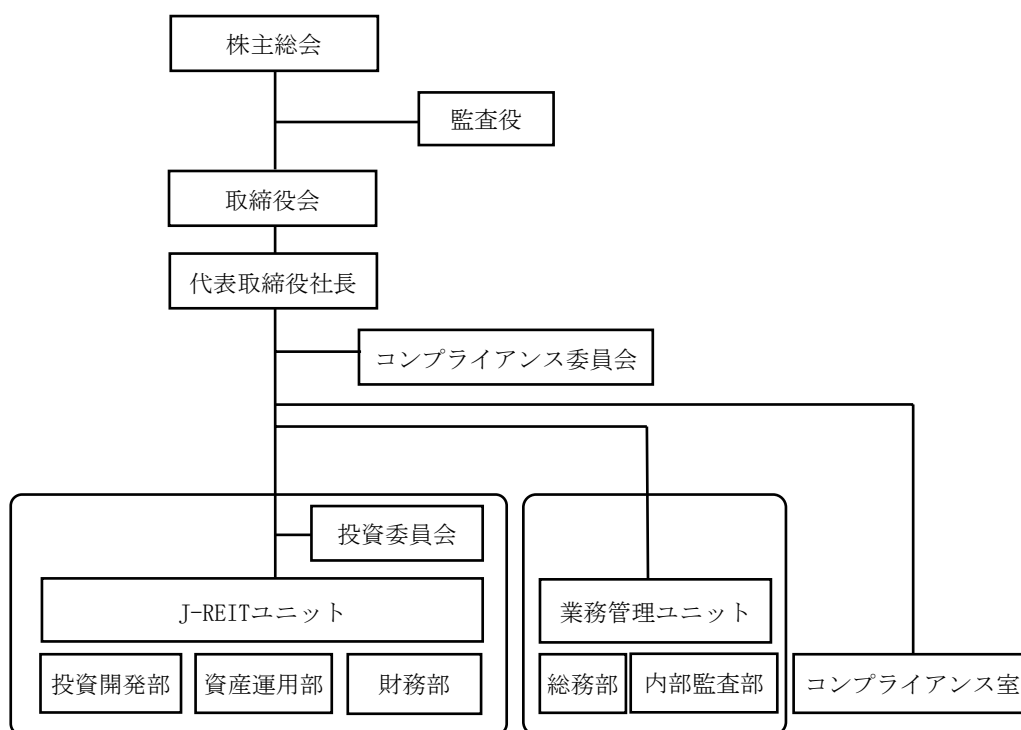 株主総会
監査役
取締役会
代表取締役社長
コンプライアンス委員会
投資委員会
J-REITユニット
業務管理ユニット
投資開発部
資産運用部
財務部
総務部
内部監査部
コンプライアンス室